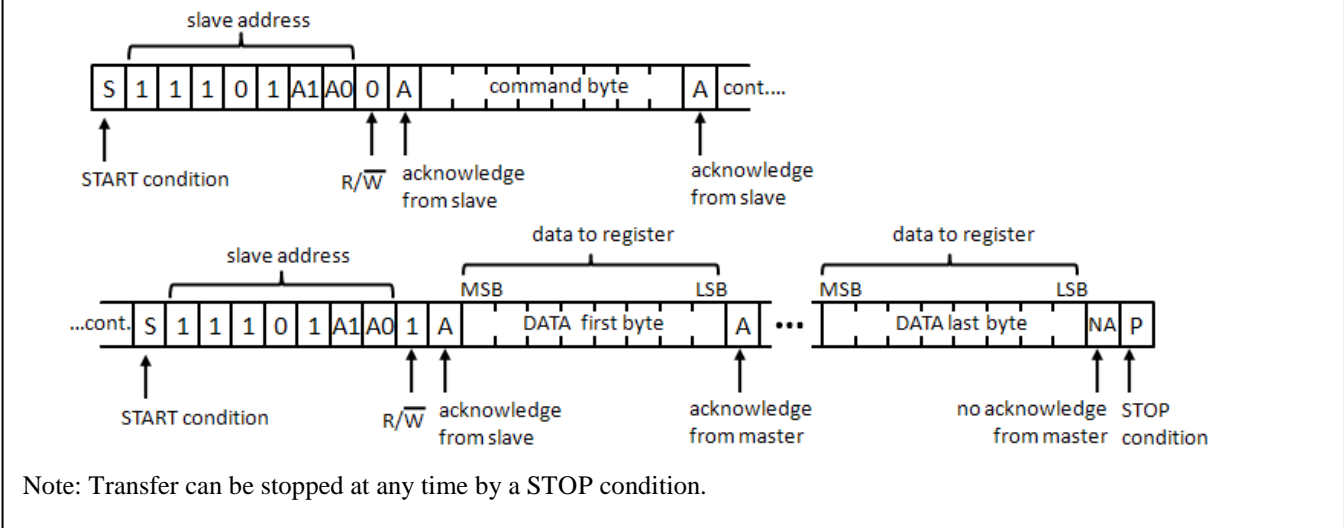 slave address
S 1 1 1 0 1 A1 A0 0 A command byte A cont....
START condition R/W̅ acknowledge from slave acknowledge from slave
data to register data to register
slave address
MSB LSB MSB LSB
...cont. S 1 1 1 0 1 A1 A0 1 A DATA first byte A ••• DATA last byte NA P
START condition R/W̅ acknowledge from slave acknowledge from master no acknowledge from master STOP condition
Note: Transfer can be stopped at any time by a STOP condition.